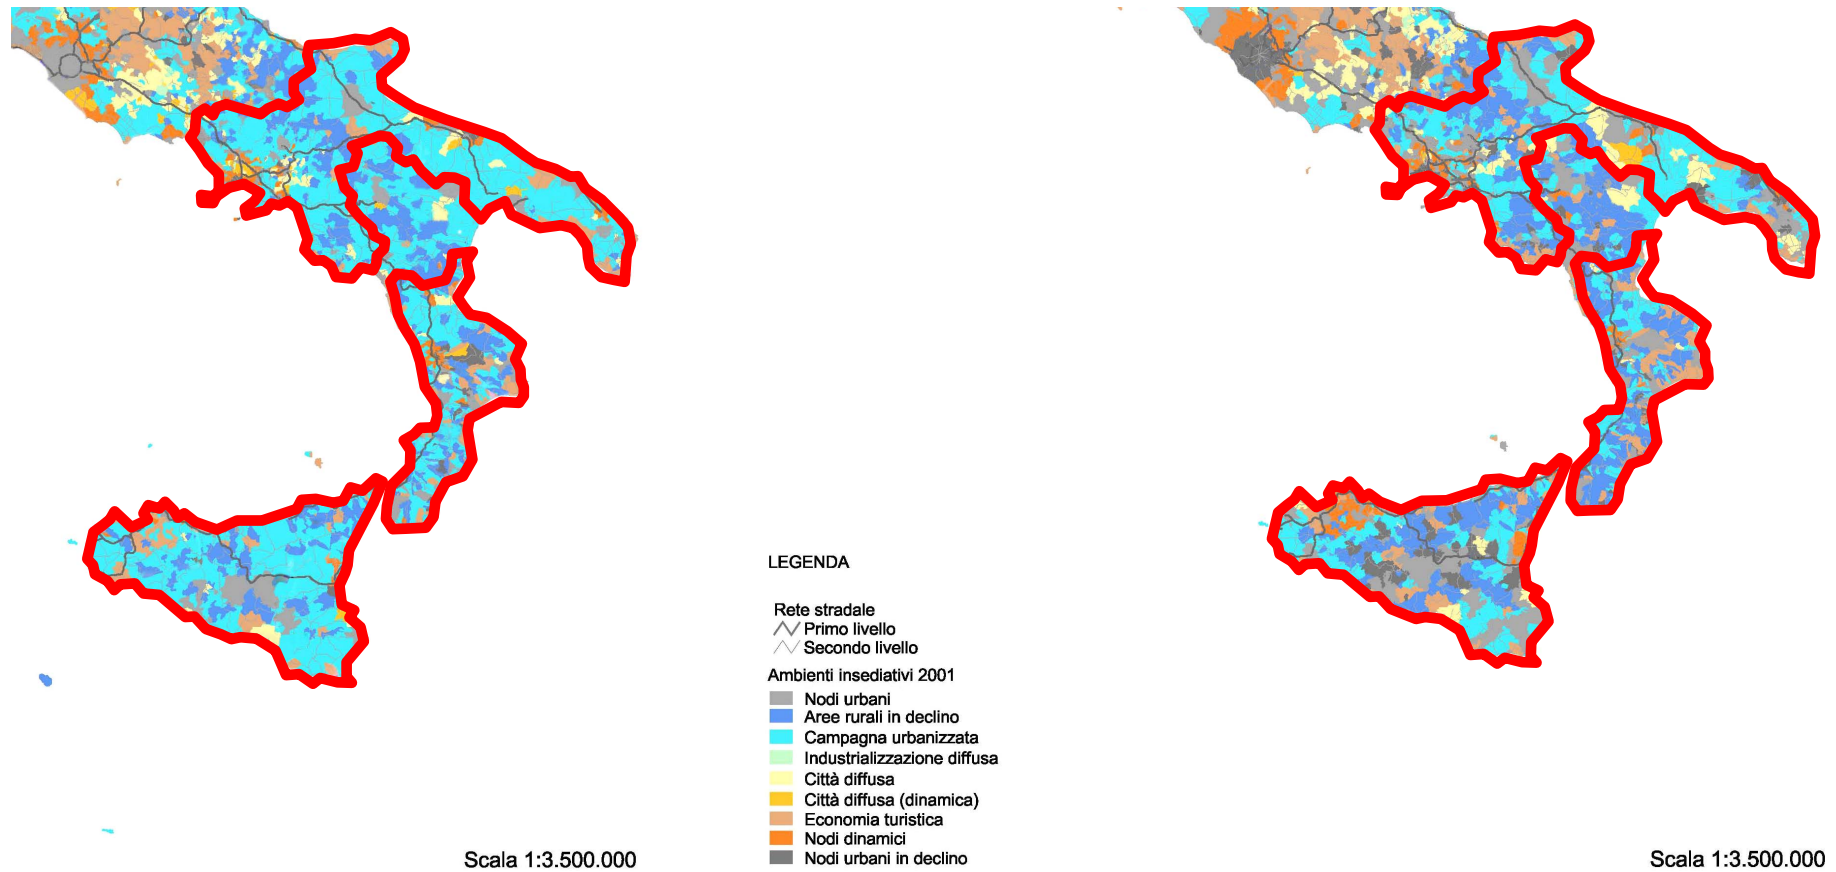 LEGENDA
Rete stradale
Primo livello
Secondo livello
Ambienti insediativi 2001
Nodi urbani
Aree rurali in declino
Campagna urbanizzata
Industrializzazione diffusa
Città diffusa
Città diffusa (dinamica)
Economia turistica
Nodi dinamici
Nodi urbani in declino
Scala 1:3.500.000
Scala 1:3.500.000